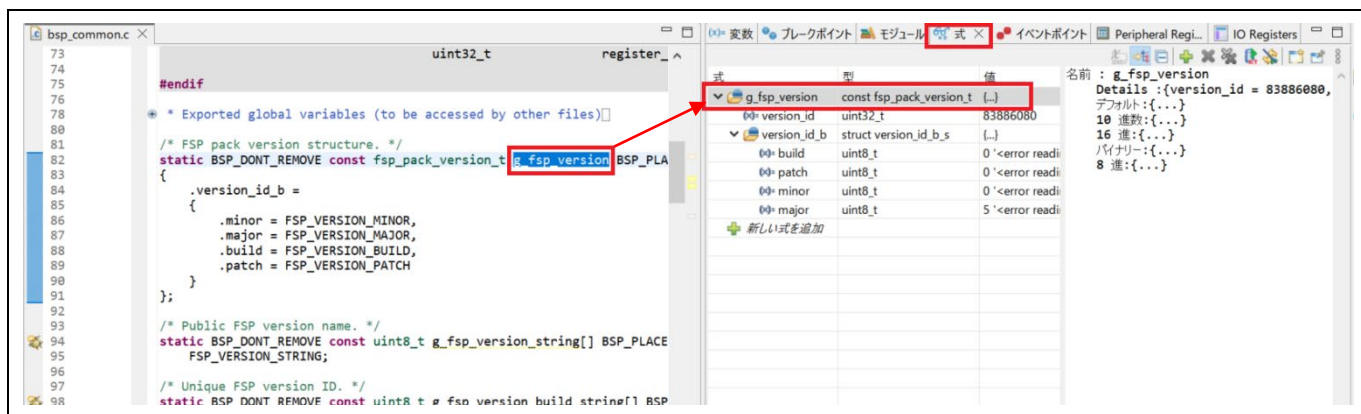 bsp_common.c
73 uint32_t register_
74
75 #endif
76
78 * Exported global variables (to be accessed by other files)
80
81 /* FSP pack version structure. */
82 static BSP_DONT_REMOVE const fsp_pack_version_t g_fsp_version BSP_PLA
83 {
84 .version_id_b =
85 {
86 .minor = FSP_VERSION_MINOR,
87 .major = FSP_VERSION_MAJOR,
88 .build = FSP_VERSION_BUILD,
89 .patch = FSP_VERSION_PATCH
90 }
91 };
92
93 /* Public FSP version name. */
94 static BSP_DONT_REMOVE const uint8_t g_fsp_version_string[] BSP_PLACE
95 FSP_VERSION_STRING;
96
97 /* Unique FSP version ID. */
98 static BSP_DONT_REMOVE const uint8_t g_fsp_version_build_string[] BSP
(x)= 変数 ブレークポイント モジュール 式 イベントポイント Peripheral Regi... IO Registers
式 型 値
g_fsp_version const fsp_pack_version_t {...}
(x)= version_id uint32_t 83886080
version_id_b struct version_id_b_s {...}
(x)= build uint8_t 0 '<error readi
(x)= patch uint8_t 0 '<error readi
(x)= minor uint8_t 0 '<error readi
(x)= major uint8_t 5 '<error readi
新しい式を追加
名前 : g_fsp_version
Details :{version_id = 83886080,
デフォルト:{...}
10 進数:{...}
16 進:{...}
バイナリー:{...}
8 進:{...}